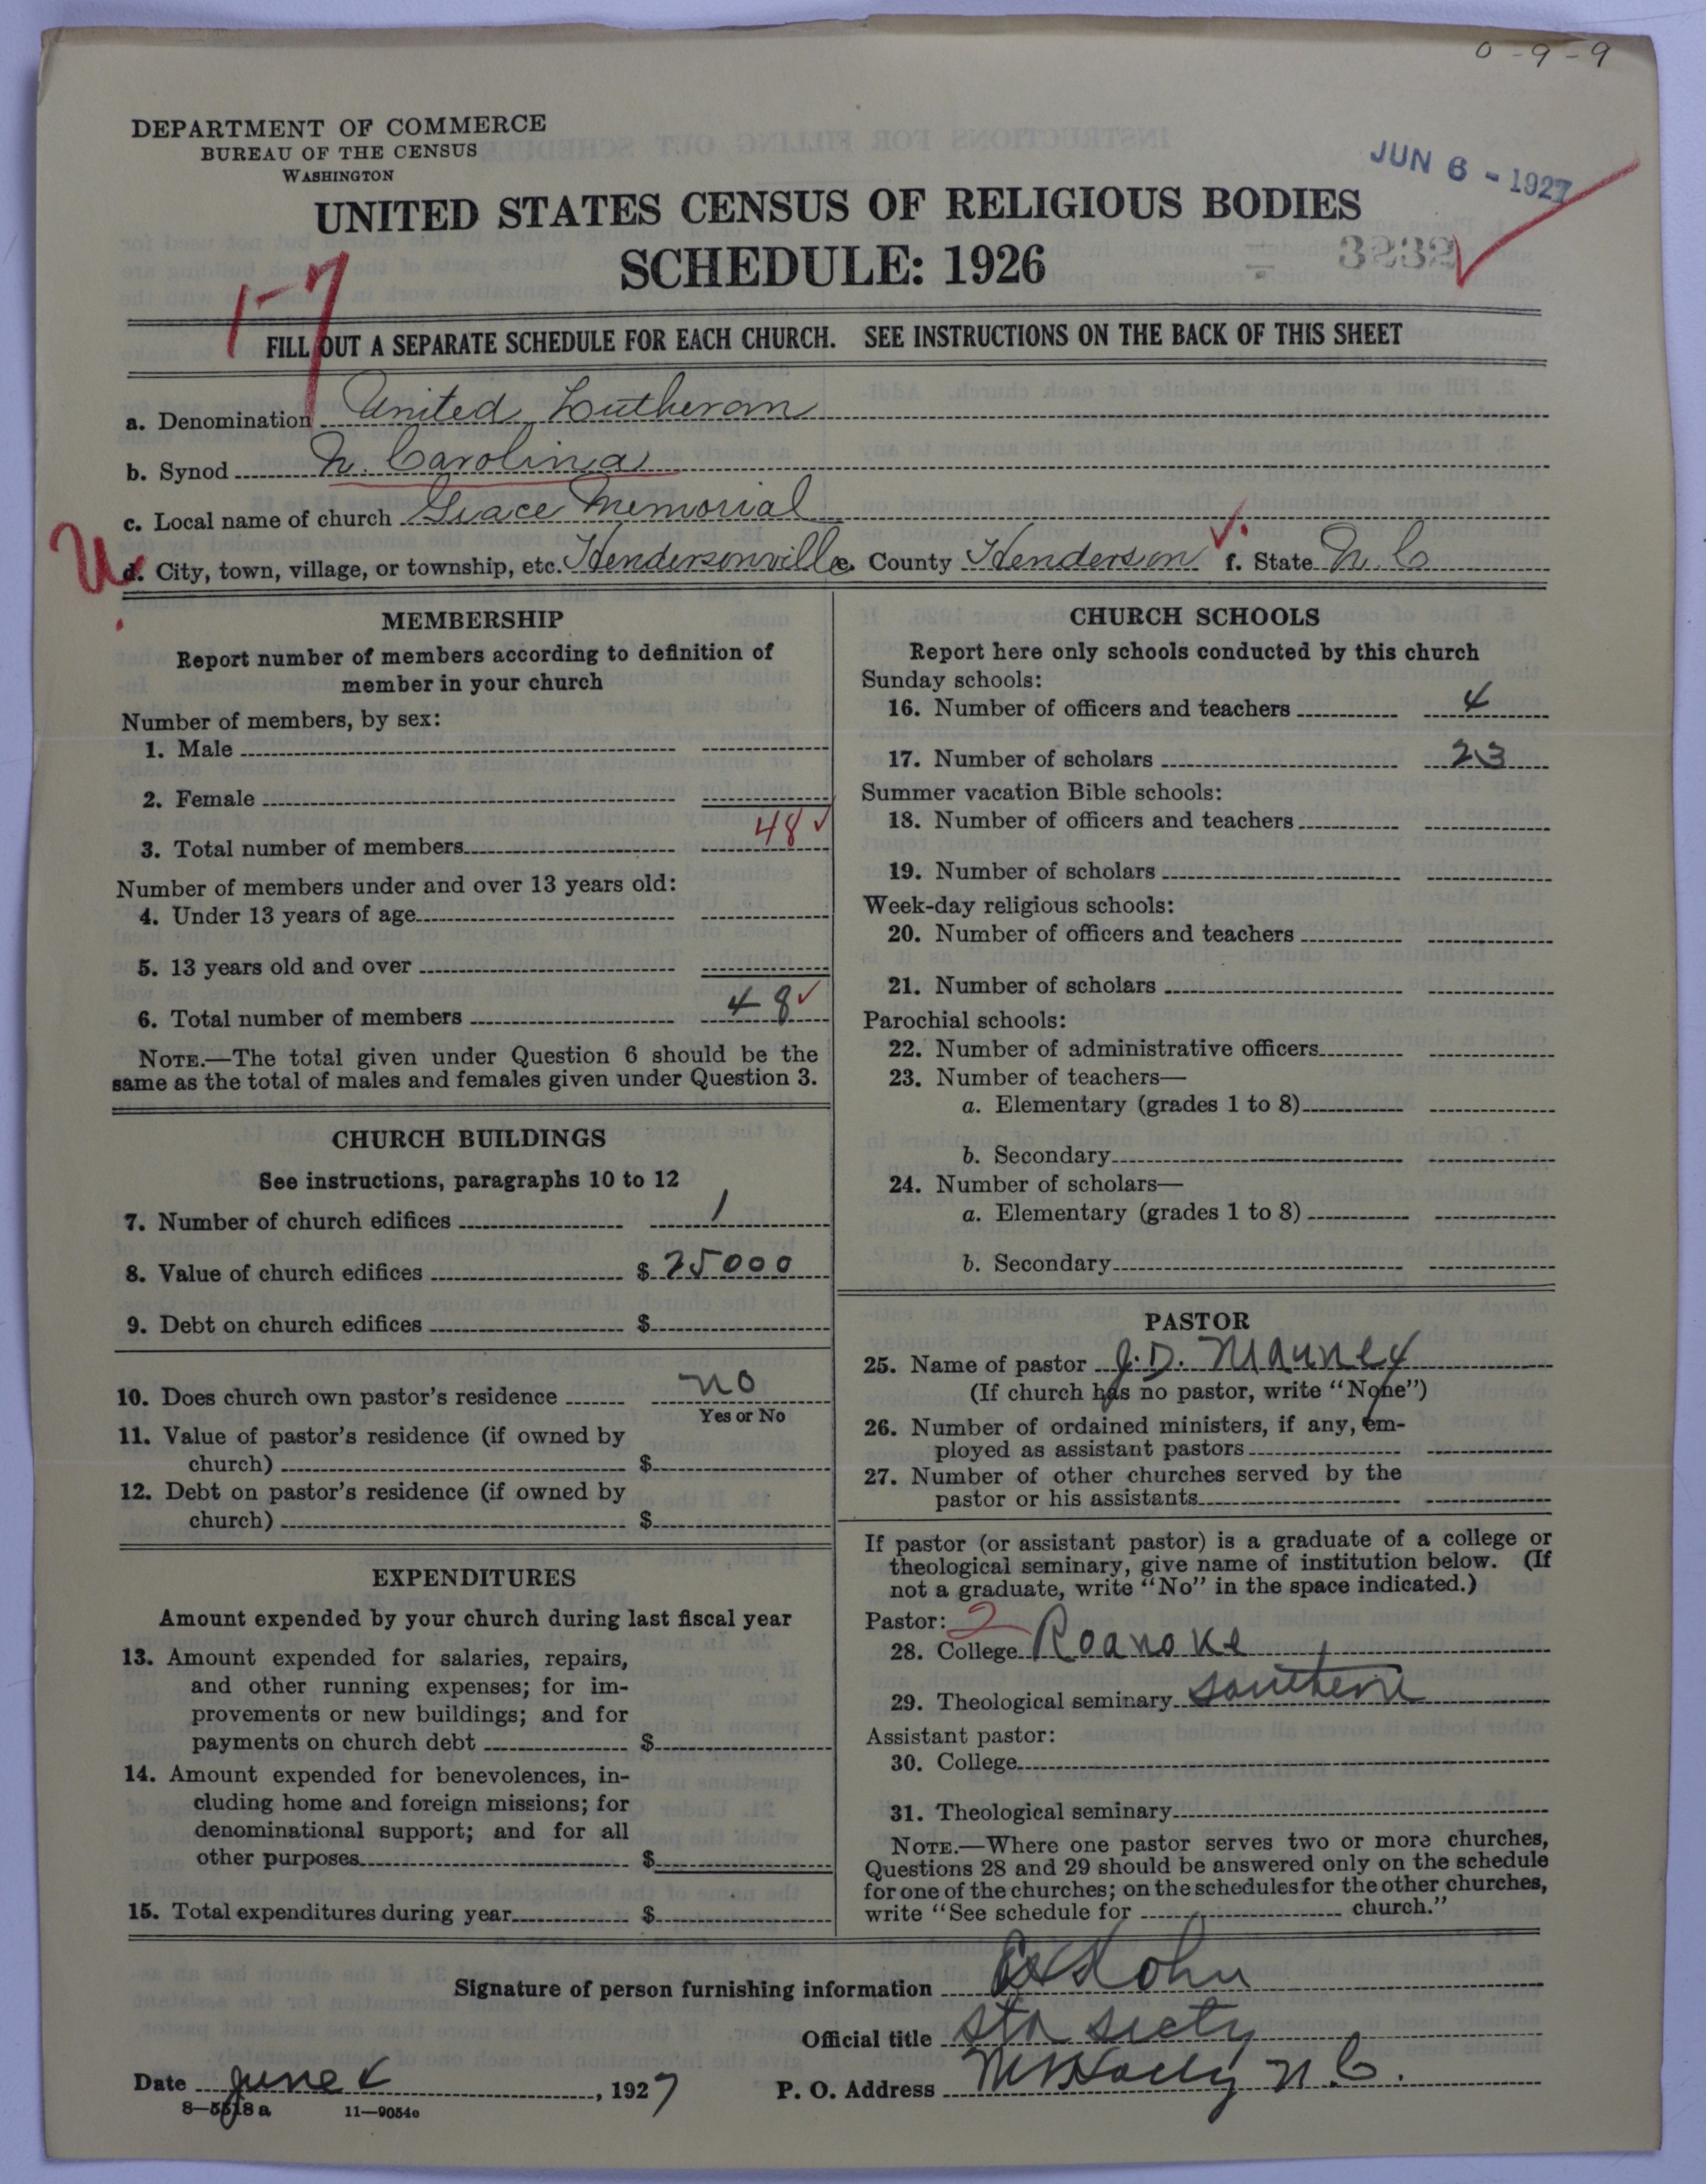 0-9-9
DEPARTMENT OF COMMERCE
BUREAU OF THE CENSUS
WASHINGTON
JUN 6 - 1927
UNITED STATES CENSUS OF RELIGIOUS BODIES
SCHEDULE: 1926
3232
1-7
FILL OUT A SEPARATE SCHEDULE FOR EACH CHURCH. SEE INSTRUCTIONS ON THE BACK OF THIS SHEET
a. Denomination United Lutheran
b. Synod N. Carolina
c. Local name of church Grace Memorial
U.
d. City, town, village, or township, etc. Hendersonville e. County Henderson f. State N. C
MEMBERSHIP
Report number of members according to definition of
member in your church
Number of members, by sex:
1. Male
2. Female
3. Total number of members 48
Number of members under and over 13 years old:
4. Under 13 years of age
5. 13 years old and over
6. Total number of members 48
NOTE.—The total given under Question 6 should be the
same as the total of males and females given under Question 3.
CHURCH BUILDINGS
See instructions, paragraphs 10 to 12
7. Number of church edifices 1
8. Value of church edifices $ 25000
9. Debt on church edifices $
10. Does church own pastor's residence no
Yes or No
11. Value of pastor's residence (if owned by
church) $
12. Debt on pastor's residence (if owned by
church) $
EXPENDITURES
Amount expended by your church during last fiscal year
13. Amount expended for salaries, repairs,
and other running expenses; for im-
provements or new buildings; and for
payments on church debt $
14. Amount expended for benevolences, in-
cluding home and foreign missions; for
denominational support; and for all
other purposes $
15. Total expenditures during year $
CHURCH SCHOOLS
Report here only schools conducted by this church
Sunday schools:
16. Number of officers and teachers 4
17. Number of scholars 23
Summer vacation Bible schools:
18. Number of officers and teachers
19. Number of scholars
Week-day religious schools:
20. Number of officers and teachers
21. Number of scholars
Parochial schools:
22. Number of administrative officers
23. Number of teachers—
a. Elementary (grades 1 to 8)
b. Secondary
24. Number of scholars—
a. Elementary (grades 1 to 8)
b. Secondary
PASTOR
25. Name of pastor J. D. Mauney
(If church has no pastor, write "None")
26. Number of ordained ministers, if any, em-
ployed as assistant pastors
27. Number of other churches served by the
pastor or his assistants
If pastor (or assistant pastor) is a graduate of a college or
theological seminary, give name of institution below. (If
not a graduate, write "No" in the space indicated.)
Pastor: 2
28. College Roanoke
29. Theological seminary Southern
Assistant pastor:
30. College
31. Theological seminary
NOTE.—Where one pastor serves two or more churches,
Questions 28 and 29 should be answered only on the schedule
for one of the churches; on the schedules for the other churches,
write "See schedule for church."
Signature of person furnishing information
Official title
Date June 4, 1927 P. O. Address Mt Holly N. C.
8—5518 a 11—9054e